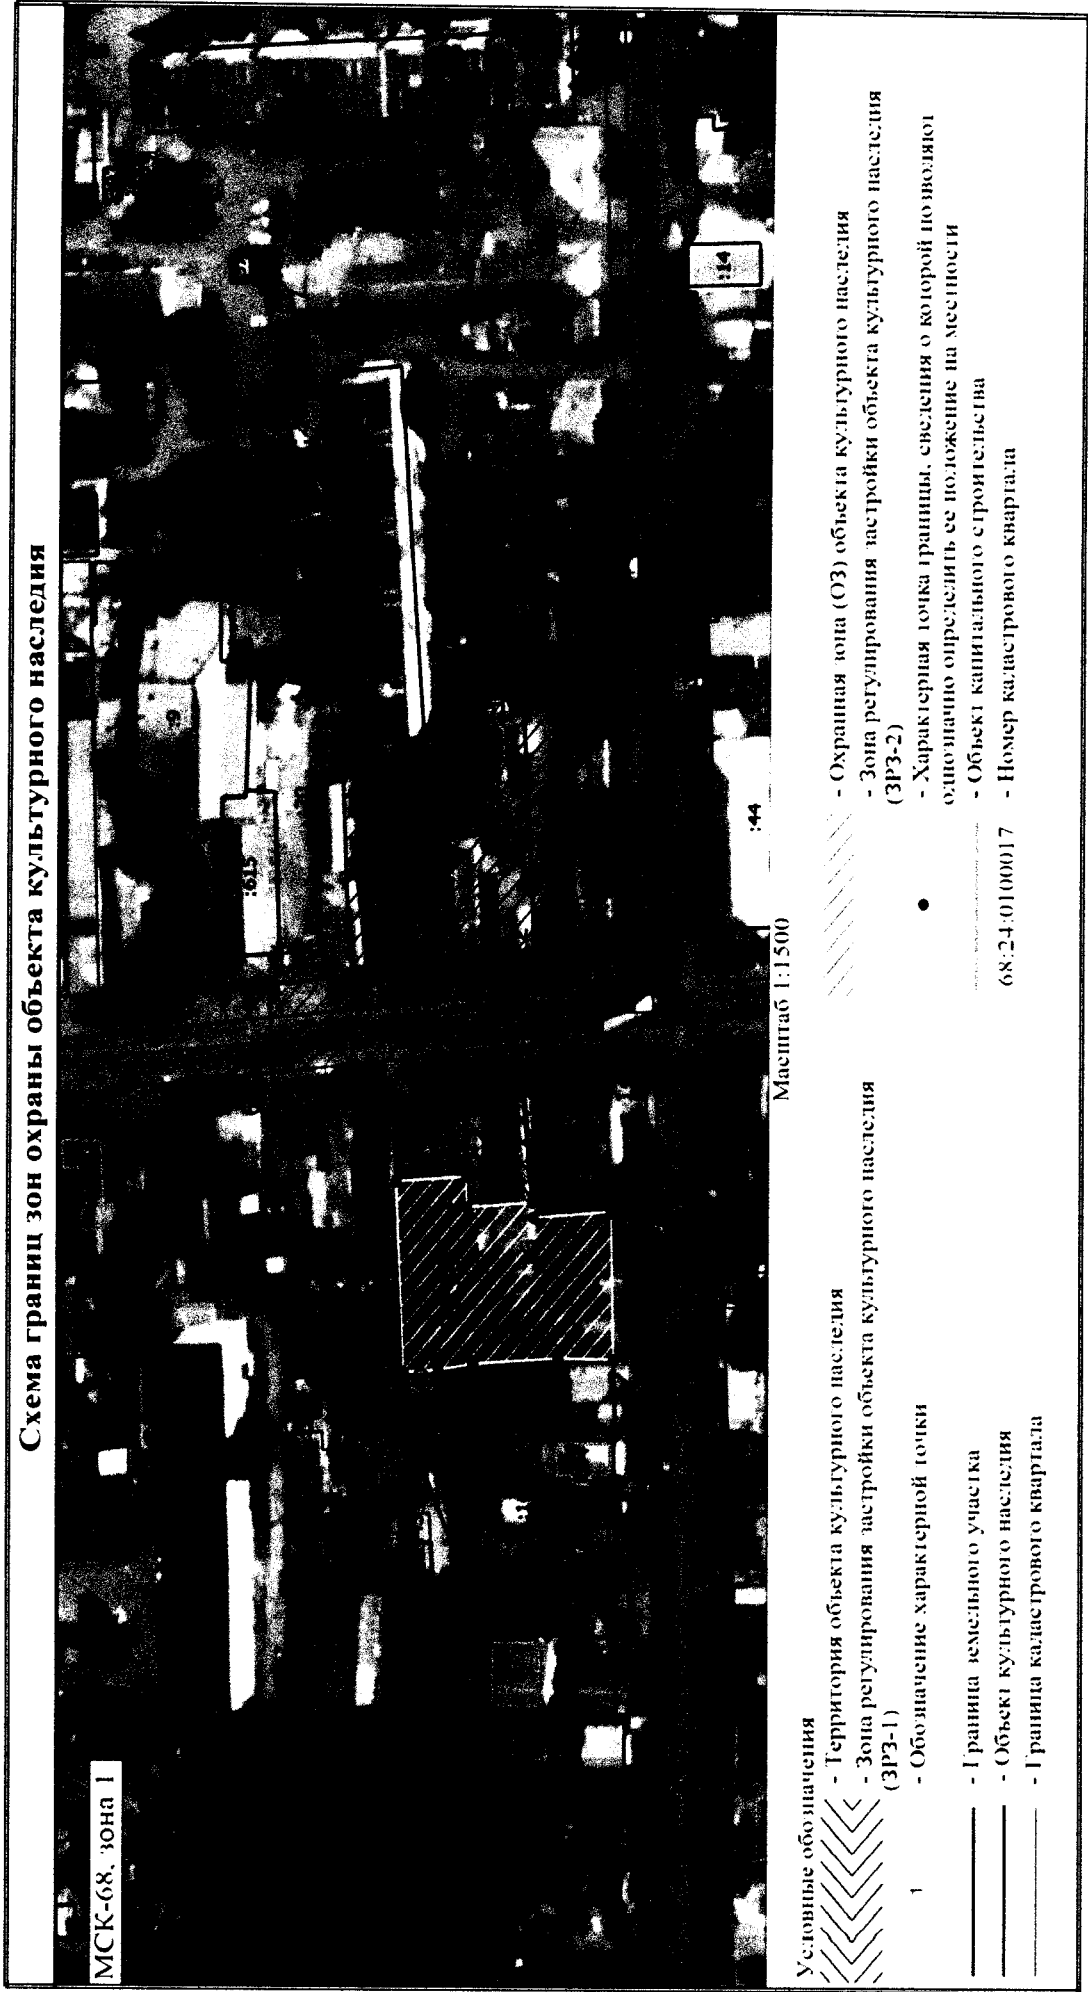 Схема границ зон охраны объекта культурного наследия
МСК-68, зона 1
:9
:615
:14
:44
Масштаб 1:1500
Условные обозначения
- Территория объекта культурного наследия
- Зона регулирования застройки объекта культурного наследия
(ЗРЗ-1)
1
- Обозначение характерной точки
- Граница земельного участка
- Объект культурного наследия
- Граница кадастрового квартала
- Охранная зона (ОЗ) объекта культурного наследия
- Зона регулирования застройки объекта культурного наследия
(ЗРЗ-2)
- Характерная точка границы, сведения о которой позволяют
однозначно определить ее положение на местности
- Объект капитального строительства
68:24:0100017 - Номер кадастрового квартала